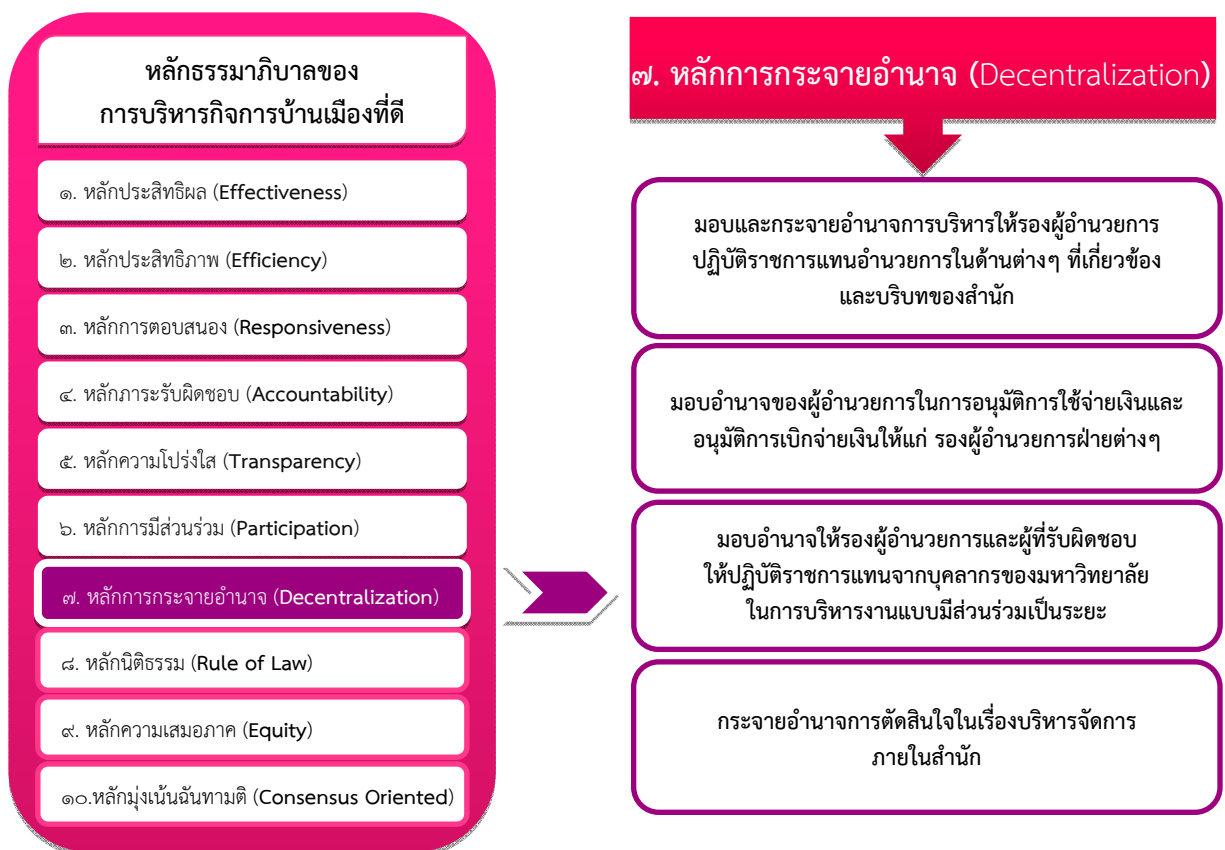 หลักธรรมาภิบาลของ
การบริหารกิจการบ้านเมืองที่ดี
๑. หลักประสิทธิผล (Effectiveness)
๒. หลักประสิทธิภาพ (Efficiency)
๓. หลักการตอบสนอง (Responsiveness)
๔. หลักภาระรับผิดชอบ (Accountability)
๕. หลักความโปร่งใส (Transparency)
๖. หลักการมีส่วนร่วม (Participation)
๗. หลักการกระจายอำนาจ (Decentralization)
๘. หลักนิติธรรม (Rule of Law)
๙. หลักความเสมอภาค (Equity)
๑๐.หลักมุ่งเน้นฉันทามติ (Consensus Oriented)
๗. หลักการกระจายอำนาจ (Decentralization)
มอบและกระจายอำนาจการบริหารให้รองผู้อำนวยการ
ปฏิบัติราชการแทนอำนวยการในด้านต่างๆ ที่เกี่ยวข้อง
และบริบทของสำนัก
มอบอำนาจของผู้อำนวยการในการอนุมัติการใช้จ่ายเงินและ
อนุมัติการเบิกจ่ายเงินให้แก่ รองผู้อำนวยการฝ่ายต่างๆ
มอบอำนาจให้รองผู้อำนวยการและผู้ที่รับผิดชอบ
ให้ปฏิบัติราชการแทนจากบุคลากรของมหาวิทยาลัย
ในการบริหารงานแบบมีส่วนร่วมเป็นระยะ
กระจายอำนาจการตัดสินใจในเรื่องบริหารจัดการ
ภายในสำนัก